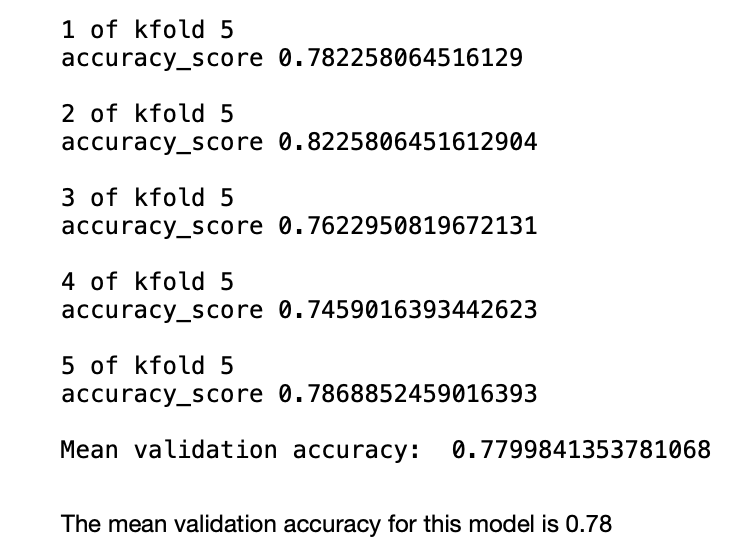 1 of kfold 5
accuracy_score 0.782258064516129
2 of kfold 5
accuracy_score 0.8225806451612904
3 of kfold 5
accuracy_score 0.7622950819672131
4 of kfold 5
accuracy_score 0.7459016393442623
5 of kfold 5
accuracy_score 0.7868852459016393
Mean validation accuracy:  0.7799841353781068
The mean validation accuracy for this model is 0.78